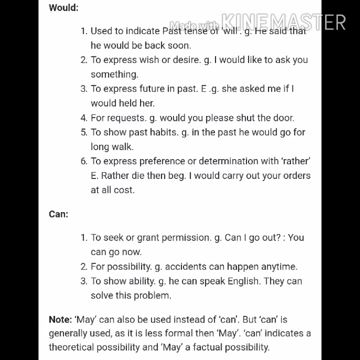 Would:
Made with KINEMASTER
1. Used to indicate Past tense of 'will'. g. He said that
he would be back soon.
2. To express wish or desire. g. I would like to ask you
something.
3. To express future in past. E .g. she asked me if I
would held her.
4. For requests. g. would you please shut the door.
5. To show past habits. g. in the past he would go for
long walk.
6. To express preference or determination with 'rather'
E. Rather die then beg. I would carry out your orders
at all cost.
Can:
1. To seek or grant permission. g. Can I go out? : You
can go now.
2. For possibility. g. accidents can happen anytime.
3. To show ability. g. he can speak English. They can
solve this problem.
Note: 'May' can also be used instead of 'can'. But 'can' is
generally used, as it is less formal then 'May'. 'can' indicates a
theoretical possibility and 'May' a factual possibility.